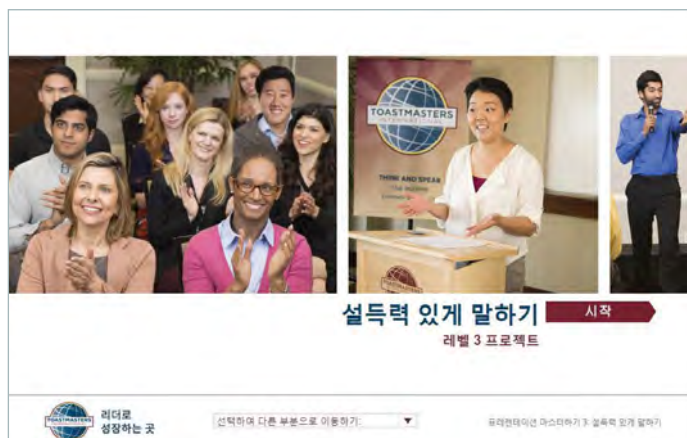 TOASTMASTERS
INTERNATIONAL
THINK AND SPEAK
설득력 있게 말하기
시작
레벨 3 프로젝트
TOASTMASTERS
리더로
성장하는 곳
선택하여 다른 부분으로 이동하기:
프레젠테이션 마스터하기 3: 설득력 있게 말하기